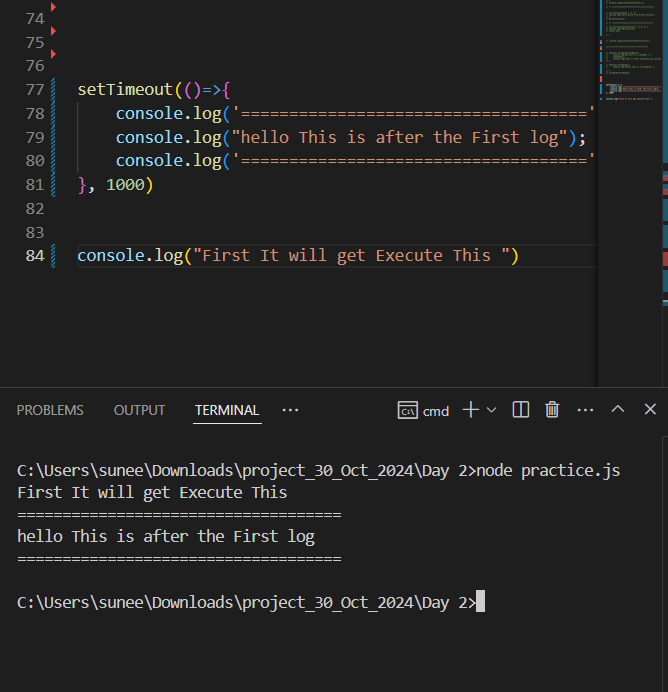 74
75
76
77 setTimeout(()=>{
78 console.log('===================================='
79 console.log("hello This is after the First log");
80 console.log('===================================='
81 }, 1000)
82
83
84 console.log("First It will get Execute This ")
PROBLEMS OUTPUT TERMINAL ... cmd
C:\Users\sunee\Downloads\project_30_Oct_2024\Day 2>node practice.js
First It will get Execute This
====================================
hello This is after the First log
====================================
C:\Users\sunee\Downloads\project_30_Oct_2024\Day 2>